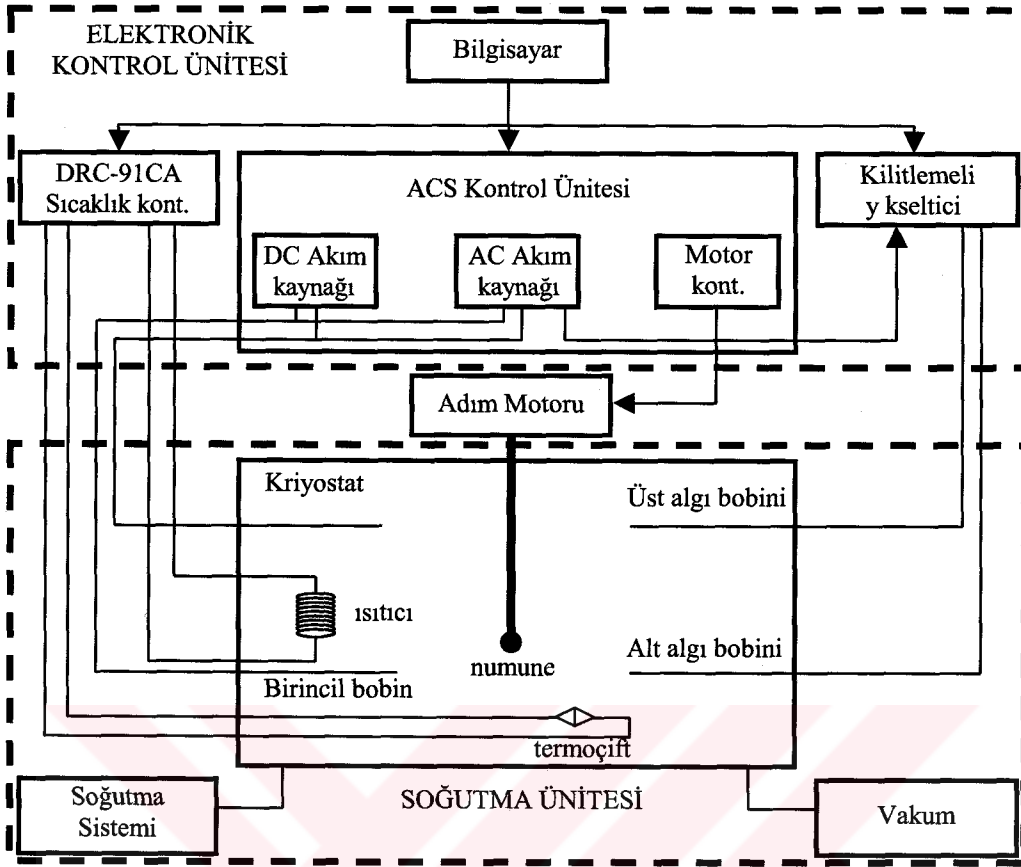 ELEKTRONİK
KONTROL ÜNİTESİ
Bilgisayar
DRC-91CA
Sıcaklık kont.
ACS Kontrol Ünitesi
Kilitlemeli
y kseltici
DC Akım
kaynağı
AC Akım
kaynağı
Motor
kont.
Adım Motoru
Kriyostat
Üst algı bobini
ısıtıcı
numune
Alt algı bobini
Birincil bobin
termoçift
Soğutma
Sistemi
SOĞUTMA ÜNİTESİ
Vakum